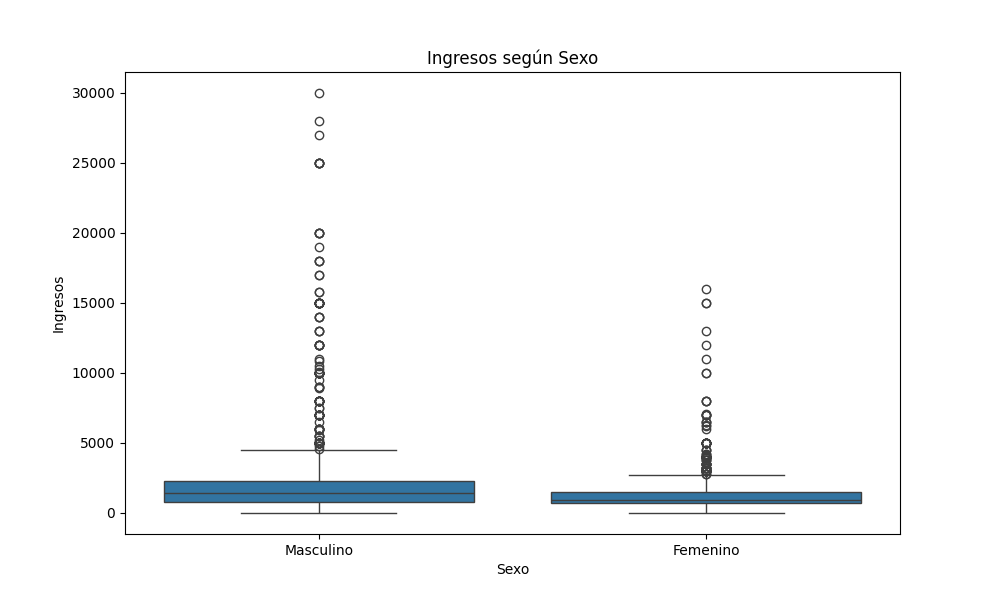 Ingresos según Sexo
30000
25000
20000
15000
10000
5000
0
Ingresos
Masculino
Femenino
Sexo